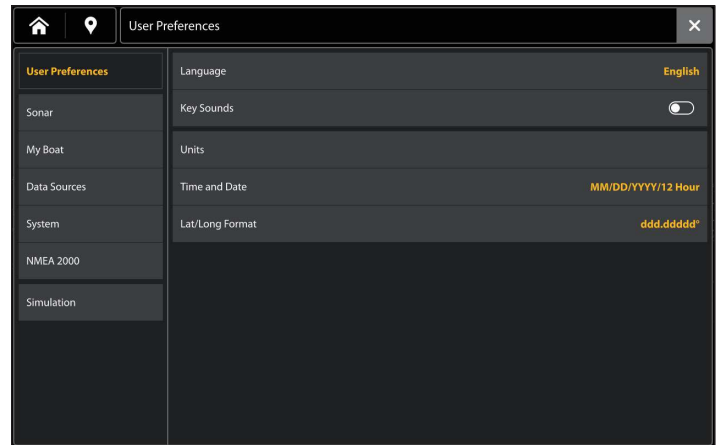 User Preferences
User Preferences
Sonar
My Boat
Data Sources
System
NMEA 2000
Simulation
Language English
Key Sounds
Units
Time and Date MM/DD/YYYY/12 Hour
Lat/Long Format ddd.ddddd°